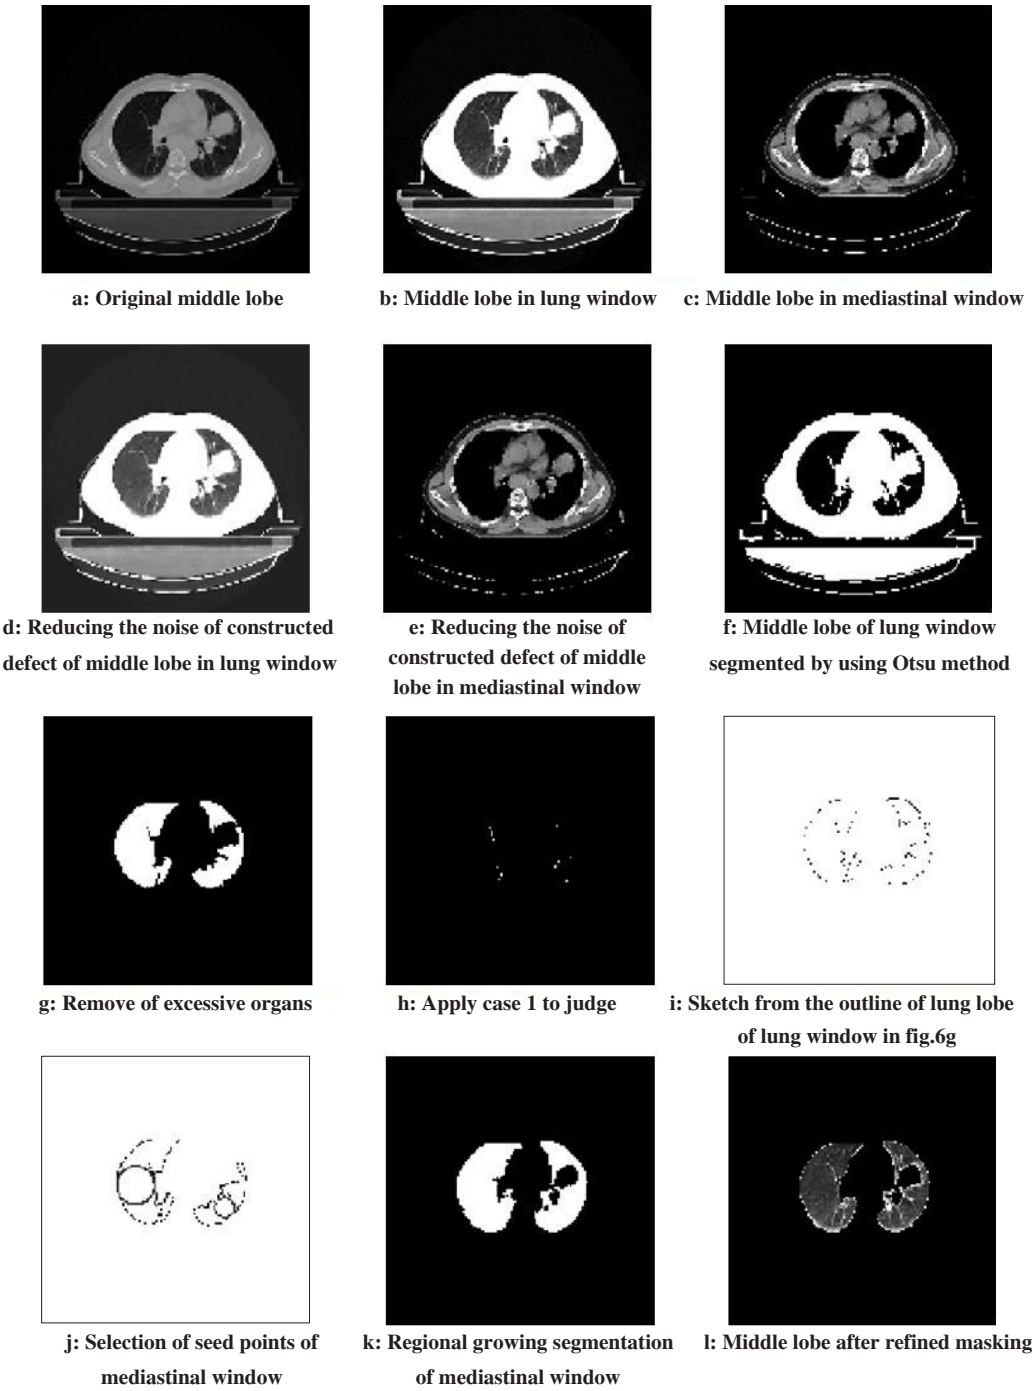 a: Original middle lobe
b: Middle lobe in lung window
c: Middle lobe in mediastinal window
d: Reducing the noise of constructed
defect of middle lobe in lung window
e: Reducing the noise of
constructed defect of middle
lobe in mediastinal window
f: Middle lobe of lung window
segmented by using Otsu method
g: Remove of excessive organs
h: Apply case 1 to judge
i: Sketch from the outline of lung lobe
of lung window in fig.6g
j: Selection of seed points of
mediastinal window
k: Regional growing segmentation
of mediastinal window
l: Middle lobe after refined masking